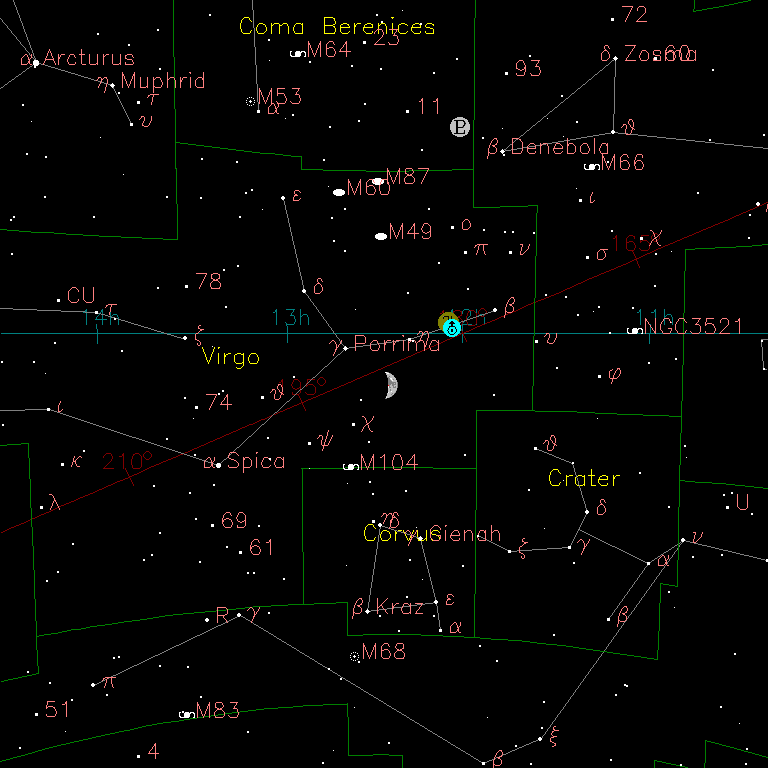 72
Coma Berenices
23
M64
δ Zosma
60
α Arcturus
93
η Muphrid
τ
M53
α
11
υ
P
ϑ
β Denebola
M66
M87
M60
ε
ι
ο
M49
χ
165
π
ν
σ
δ
78
CU
τ
14h
13h
β
12h
11h
ξ
γ Porrima
η
υ
NGC3521
Virgo
φ
195°
ϑ
74
ι
χ
ψ
ϑ
κ
210°
α Spica
M104
Crater
λ
δ
U
69
ηδ
Corvus
γ Gienah
61
ξ
γ
ν
α
ε
β Kraz
R γ
β
α
M68
π
51
M83
ξ
4
β